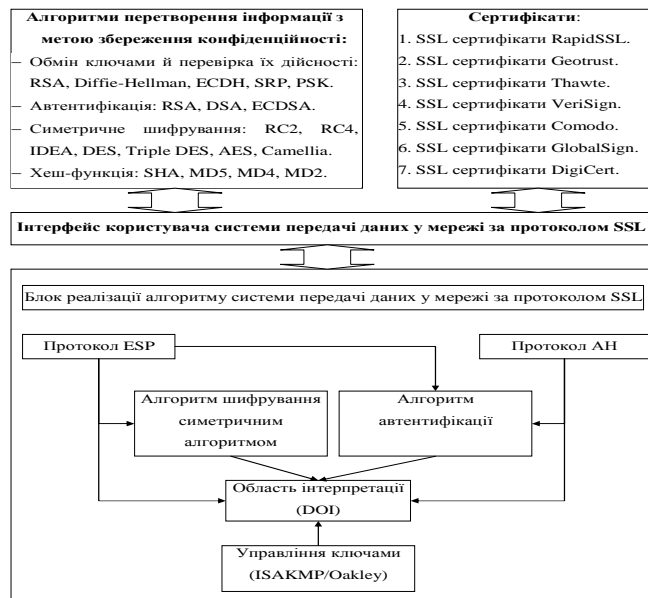 Алгоритми перетворення інформації з
метою збереження конфіденційності:
– Обмін ключами й перевірка їх дійсності:
RSA, Diffie-Hellman, ECDH, SRP, PSK.
– Автентифікація: RSA, DSA, ECDSA.
– Симетричне шифрування: RC2, RC4,
IDEA, DES, Triple DES, AES, Camellia.
– Хеш-функція: SHA, MD5, MD4, MD2.
Сертифікати:
1. SSL сертифікати RapidSSL.
2. SSL сертифікати Geotrust.
3. SSL сертифікати Thawte.
4. SSL сертифікати VeriSign.
5. SSL сертифікати Comodo.
6. SSL сертифікати GlobalSign.
7. SSL сертифікати DigiCert.
Інтерфейс користувача системи передачі даних у мережі за протоколом SSL
Блок реалізації алгоритму системи передачі даних у мережі за протоколом SSL
Протокол ESP
Протокол AH
Алгоритм шифрування
симетричним
алгоритмом
Алгоритм
автентифікації
Область інтерпретації
(DOI)
Управління ключами
(ISAKMP/Oakley)